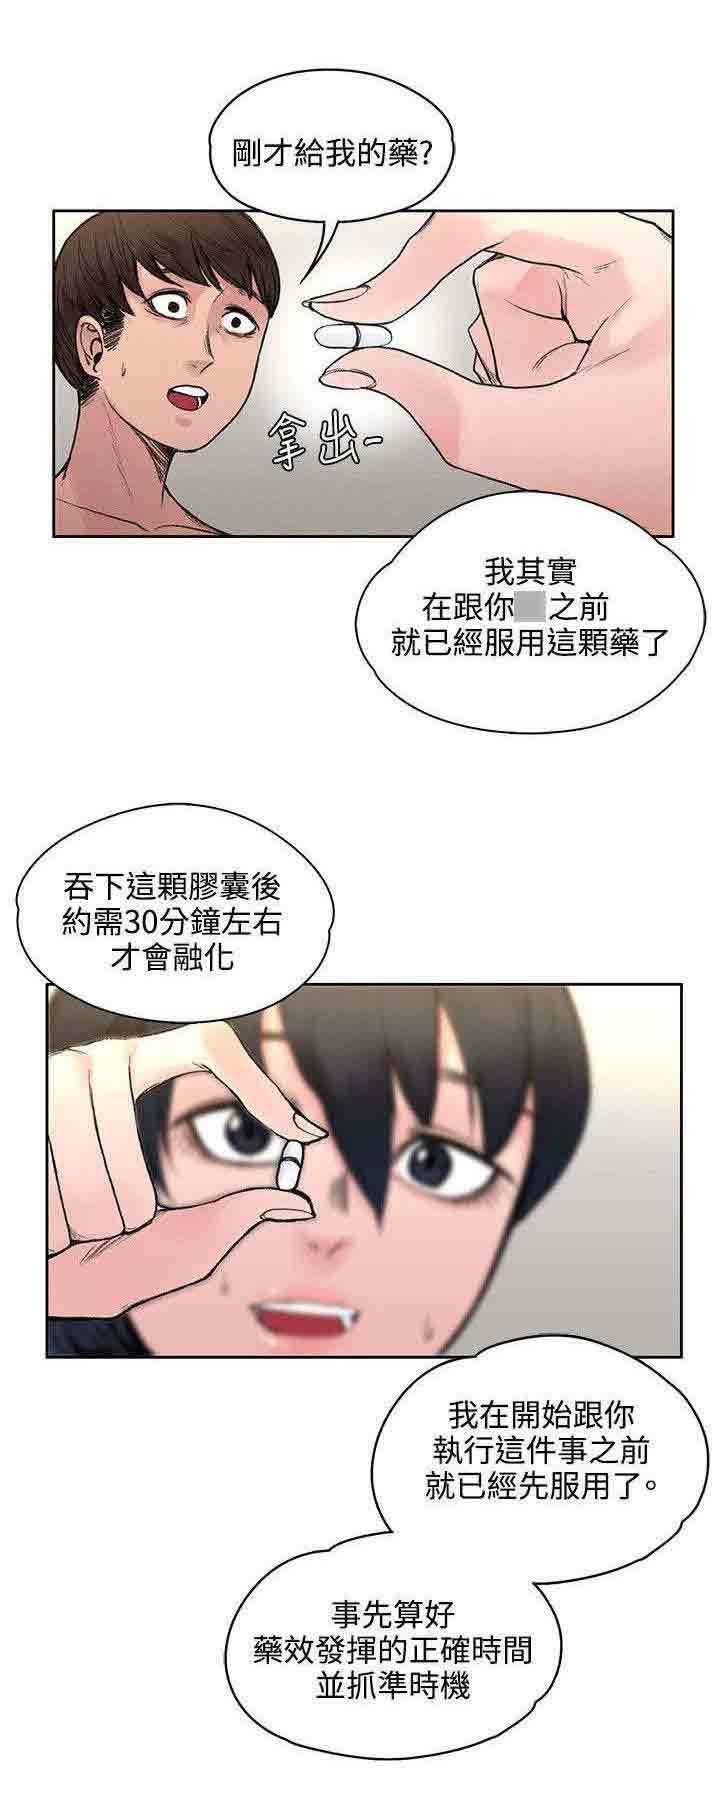 剛才給我的藥?
拿出-
我其實
在跟你 之前
就已經服用這顆藥了
吞下這顆膠囊後
約需30分鐘左右
才會融化
我在開始跟你
執行這件事之前
就已經先服用了。
事先算好
藥效發揮的正確時間
並抓準時機